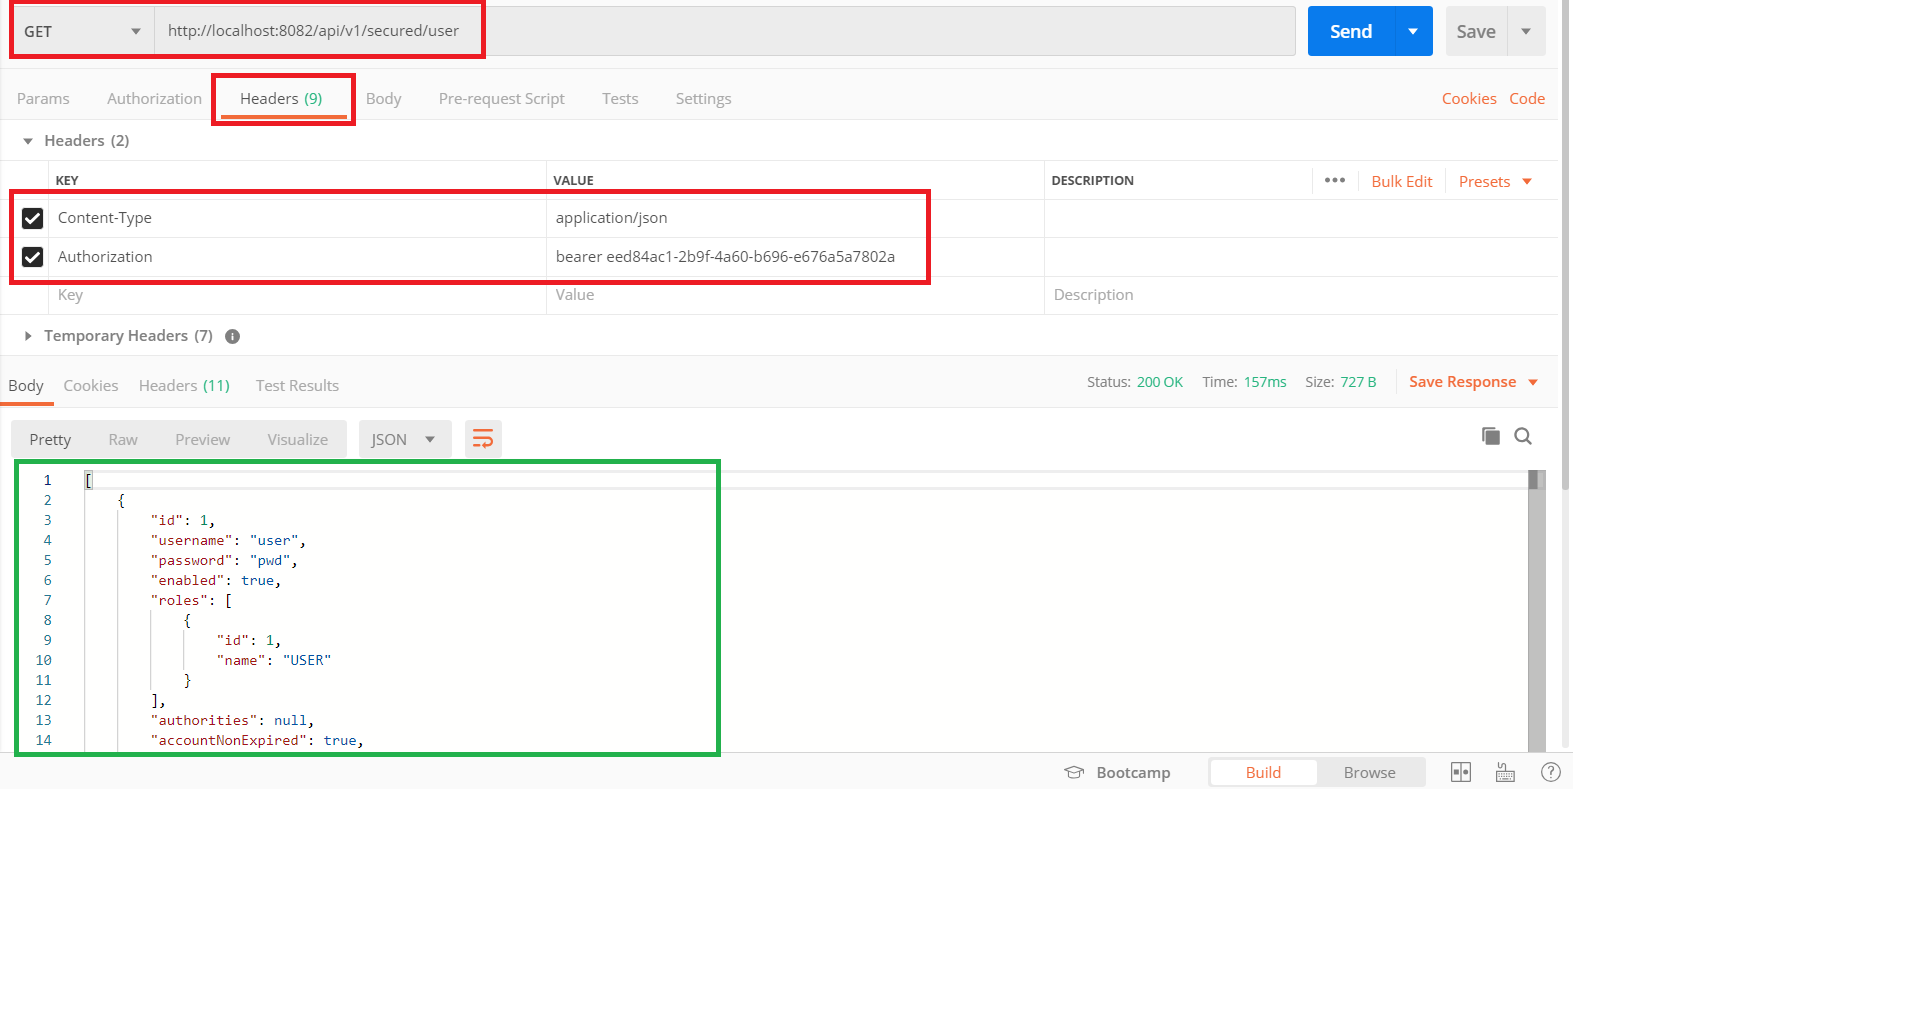 GET http://localhost:8082/api/v1/secured/user Send Save
Params Authorization Headers (9) Body Pre-request Script Tests Settings Cookies Code
Headers (2)
KEY VALUE DESCRIPTION ••• Bulk Edit Presets
Content-Type application/json
Authorization bearer eed84ac1-2b9f-4a60-b696-e676a5a7802a
Key Value Description
Temporary Headers (7)
Body Cookies Headers (11) Test Results Status: 200 OK Time: 157ms Size: 727 B Save Response
Pretty Raw Preview Visualize JSON
1 [
2 {
3 "id": 1,
4 "username": "user",
5 "password": "pwd",
6 "enabled": true,
7 "roles": [
8 {
9 "id": 1,
10 "name": "USER"
11 }
12 ],
13 "authorities": null,
14 "accountNonExpired": true,
Bootcamp Build Browse